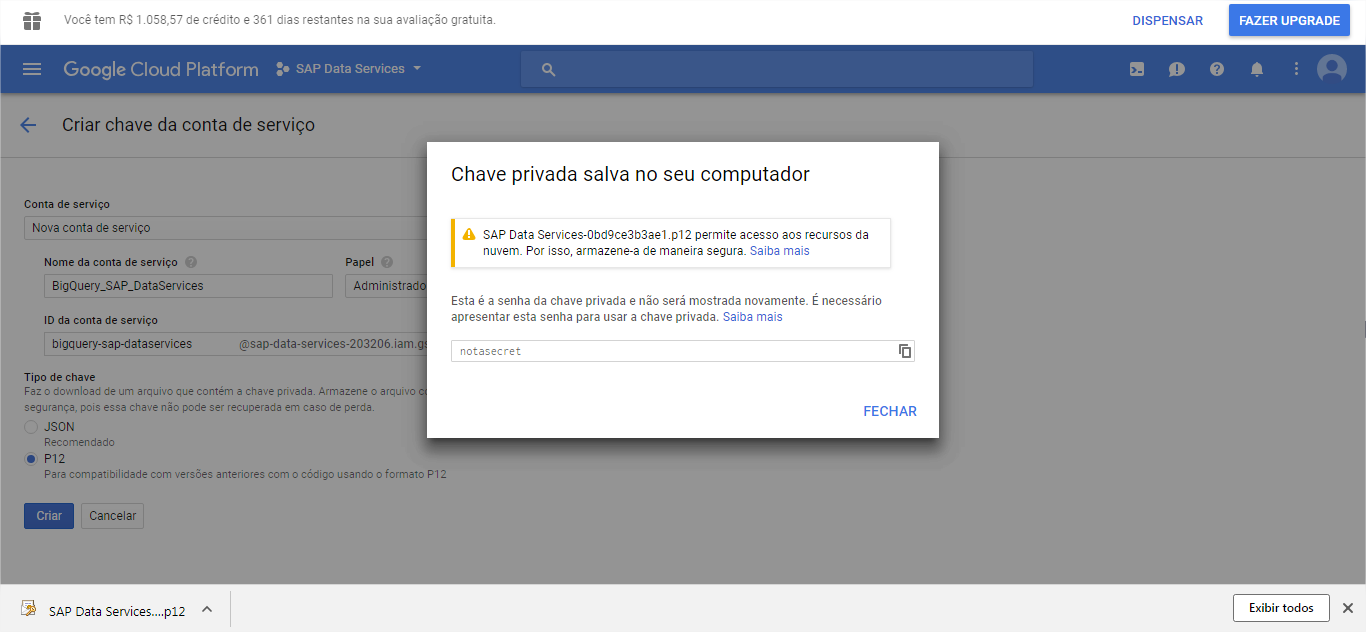 Você tem R$ 1.058,57 de crédito e 361 dias restantes na sua avaliação gratuita.
DISPENSAR
FAZER UPGRADE
Google Cloud Platform
SAP Data Services
Criar chave da conta de serviço
Chave privada salva no seu computador
SAP Data Services-0bd9ce3b3ae1.p12 permite acesso aos recursos da
nuvem. Por isso, armazene-a de maneira segura. Saiba mais
Esta é a senha da chave privada e não será mostrada novamente. É necessário
apresentar esta senha para usar a chave privada. Saiba mais
notasecret
FECHAR
Conta de serviço
Nova conta de serviço
Nome da conta de serviço
Papel
BigQuery_SAP_DataServices
Administrado
ID da conta de serviço
bigquery-sap-dataservices
@sap-data-services-203206.iam.gs
Tipo de chave
Faz o download de um arquivo que contém a chave privada. Armazene o arquivo co
segurança, pois essa chave não pode ser recuperada em caso de perda.
JSON
Recomendado
P12
Para compatibilidade com versões anteriores com o código usando o formato P12
Criar
Cancelar
SAP Data Services....p12
Exibir todos